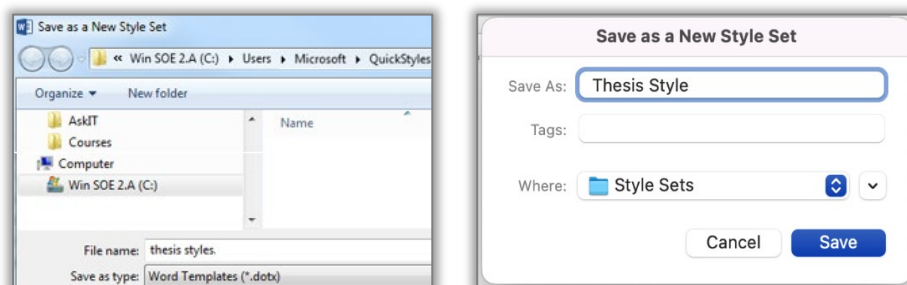 Save as a New Style Set
« Win SOE 2.A (C:) ▸ Users ▸ Microsoft ▸ QuickStyles
Organize ▼ New folder
AskIT
Courses
Computer
Win SOE 2.A (C:)
Name
File name: thesis styles.
Save as type: Word Templates (*.dotx)
Save as a New Style Set
Save As: Thesis Style
Tags:
Where: Style Sets
Cancel Save